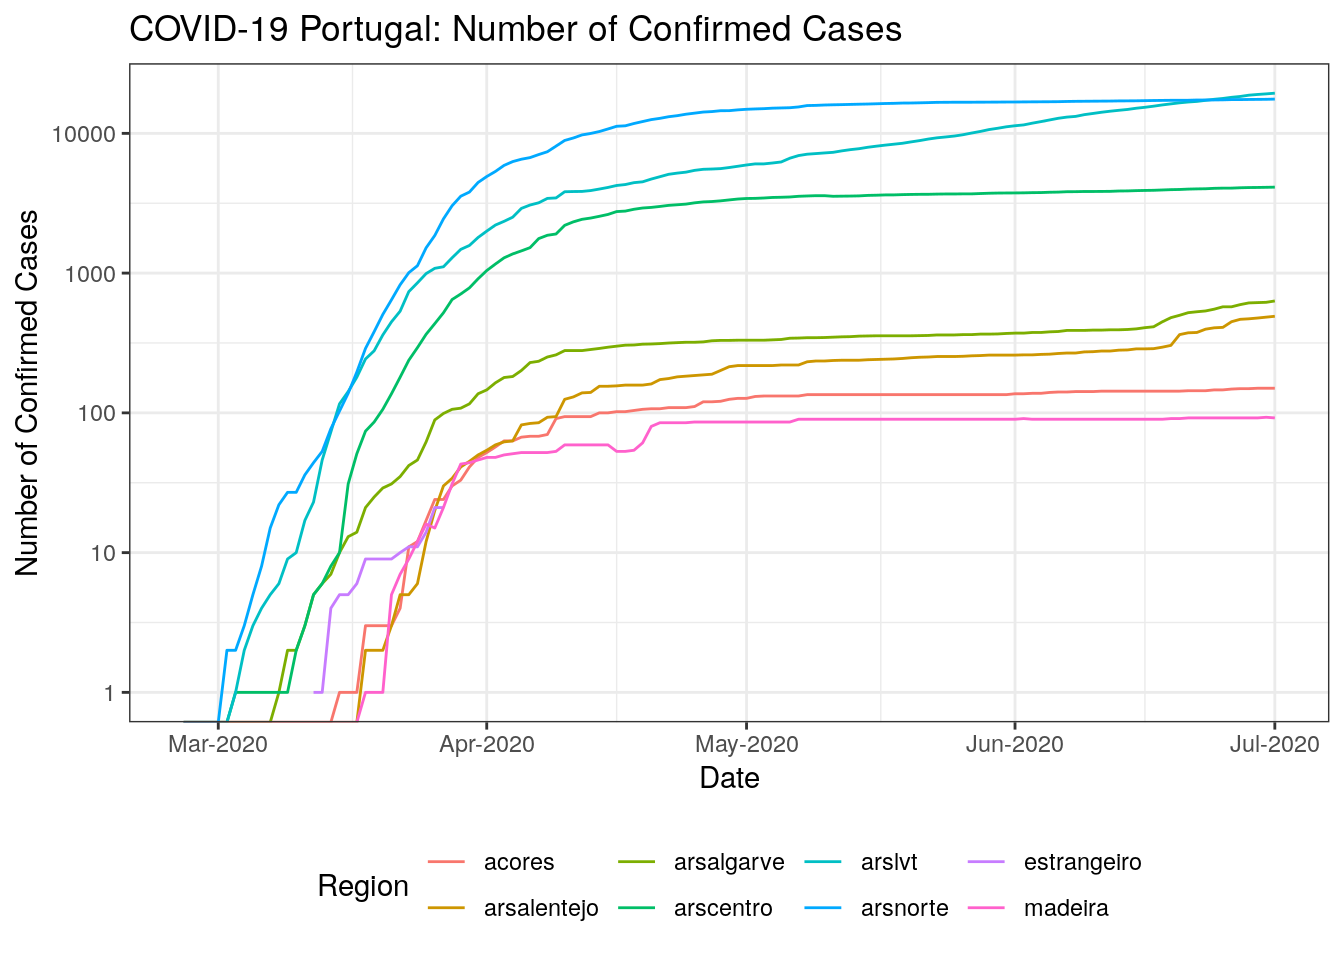 COVID-19 Portugal: Number of Confirmed Cases
Number of Confirmed Cases
10000
1000
100
10
1
Mar-2020 Apr-2020 May-2020 Jun-2020 Jul-2020
Date
Region
acores arsalgarve arslvt estrangeiro
arsalentejo arscentro arsnorte madeira